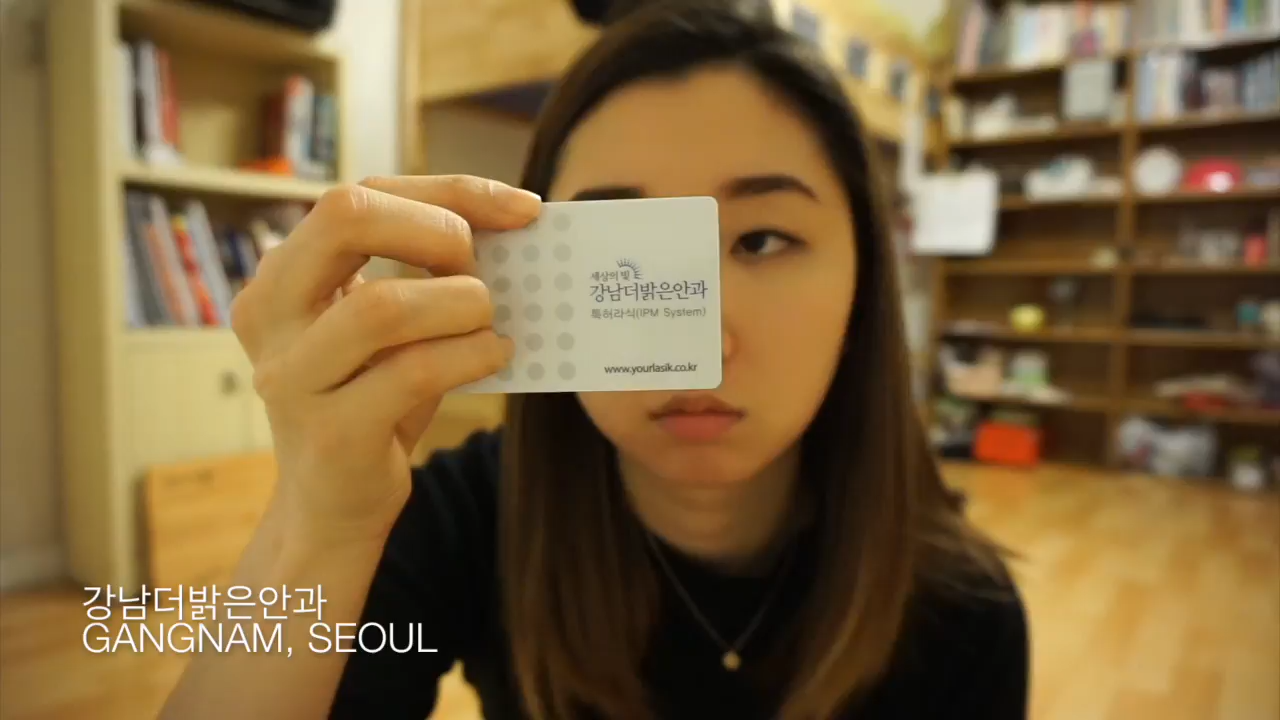 세상의 빛
강남더밝은안과
특허라식(IPM System)
www.yourlasik.co.kr
강남더밝은안과
GANGNAM, SEOUL